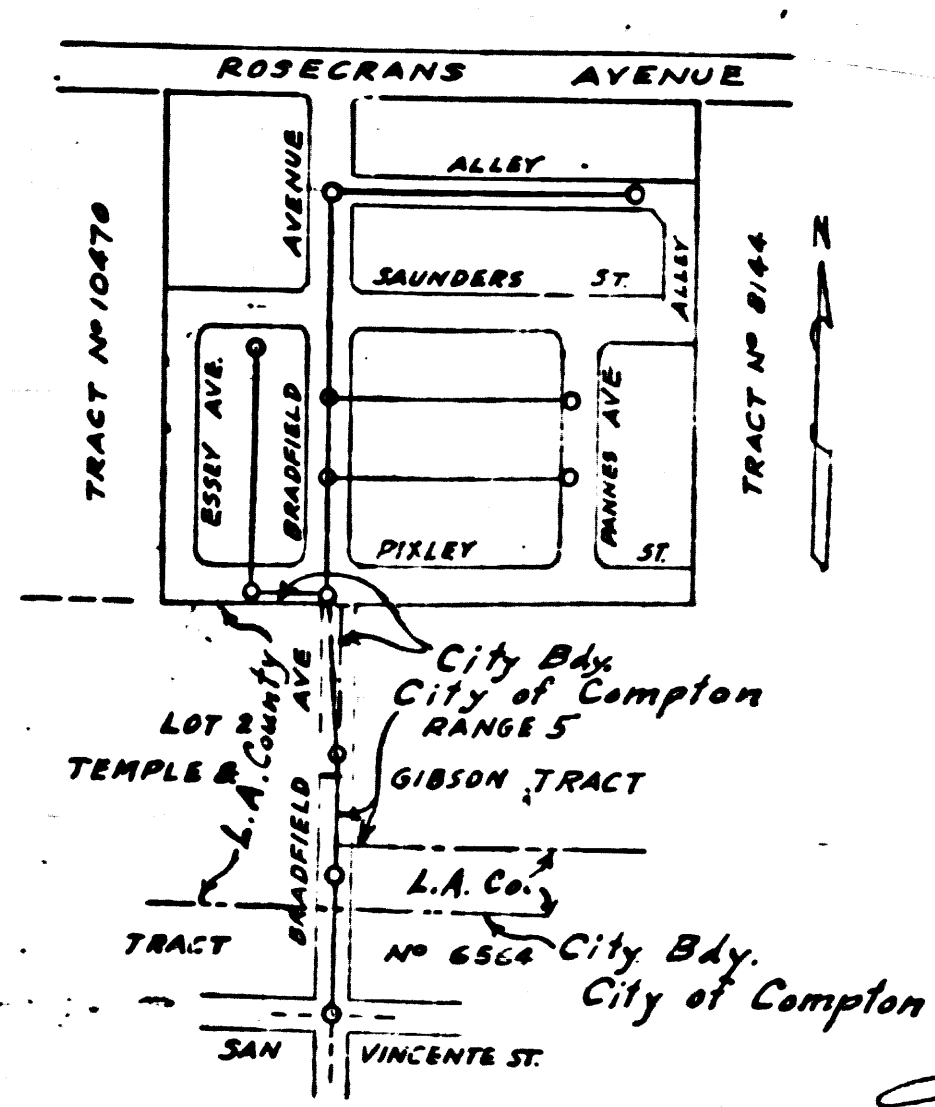 ROSECRANS AVENUE
ALLEY
AVENUE
SAUNDERS ST.
ALLEY
TRACT Nº 10470
TRACT Nº 8144
N
ESSEY AVE.
BRADFIELD
PANNES AVE
PIXLEY ST.
City Bdy.
City of Compton
AVE
L.A. County
LOT 2 RANGE 5
TEMPLE & GIBSON TRACT
BRADFIELD
L.A. Co.
TRACT Nº 6564
City Bdy.
City of Compton
SAN VINCENTE ST.